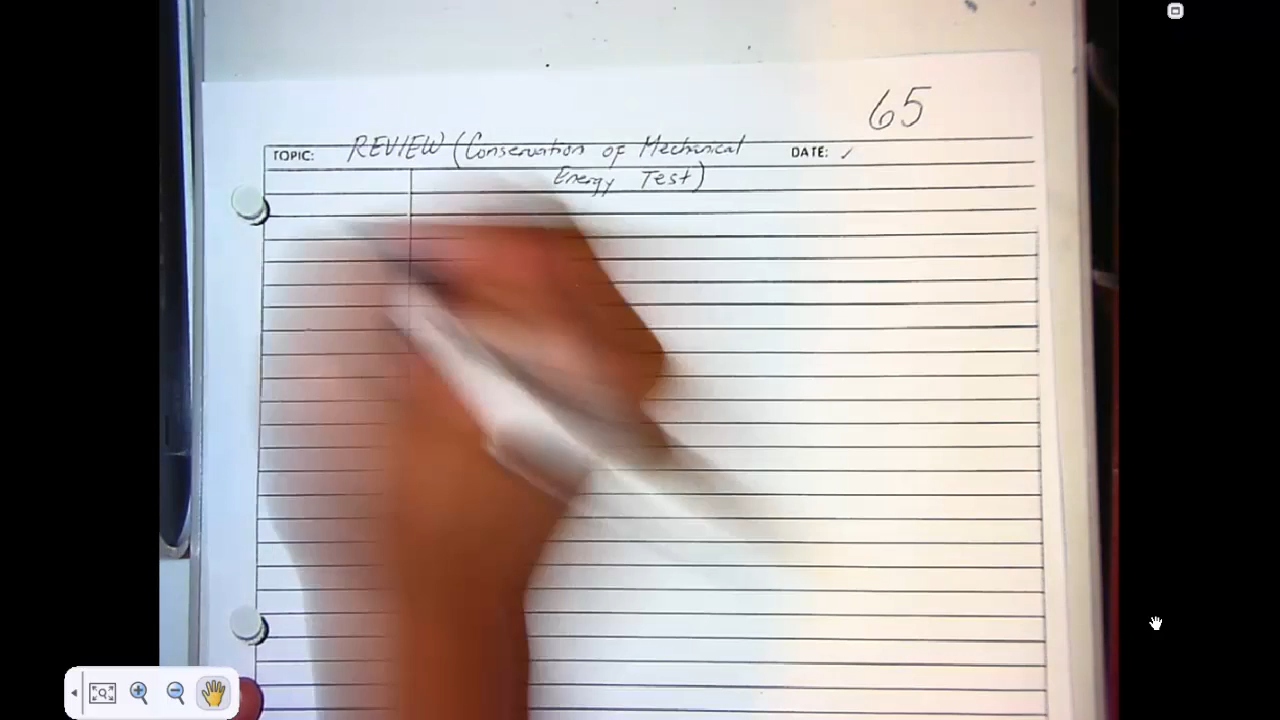 65
TOPIC: REVIEW (Conservation of Mechanical DATE:
Energy Test)